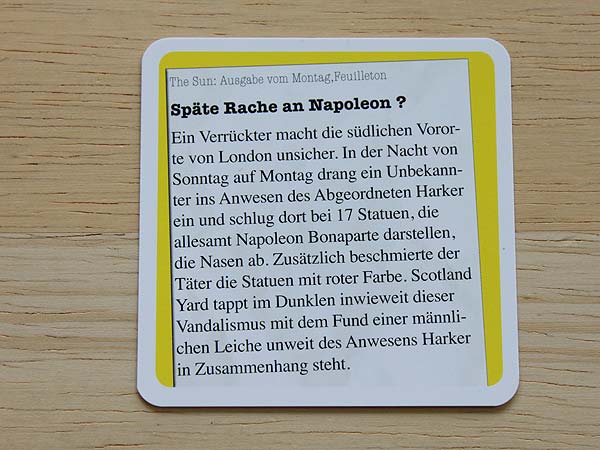 The Sun: Ausgabe vom Montag,Feuilleton
Späte Rache an Napoleon ?
Ein Verrückter macht die südlichen Voror-
te von London unsicher. In der Nacht von
Sonntag auf Montag drang ein Unbekann-
ter ins Anwesen des Abgeordneten Harker
ein und schlug dort bei 17 Statuen, die
allesamt Napoleon Bonaparte darstellen,
die Nasen ab. Zusätzlich beschmierte der
Täter die Statuen mit roter Farbe. Scotland
Yard tappt im Dunklen inwieweit dieser
Vandalismus mit dem Fund einer männli-
chen Leiche unweit des Anwesens Harker
in Zusammenhang steht.